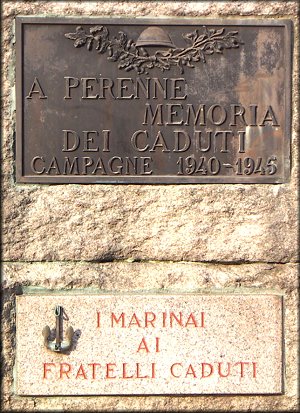 A PERENNE
MEMORIA
DEI CADUTI
CAMPAGNE 1940-1945
I MARINAI
AI
FRATELLI CADUTI